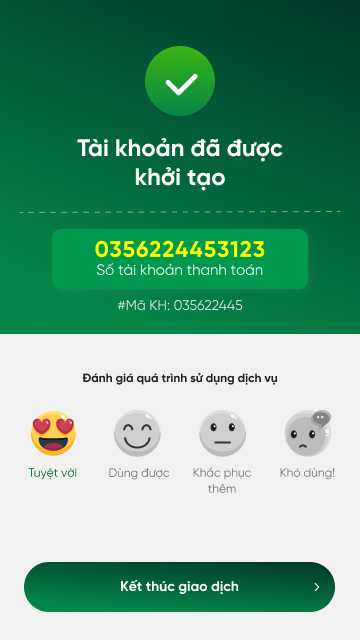 Tài khoản đã được
khởi tạo
0356224453123
Số tài khoản thanh toán
#Mã KH: 035622445
Đánh giá quá trình sử dụng dịch vụ
Tuyệt vời
Dùng được
Khắc phục
thêm
Khó dùng!
Kết thúc giao dịch